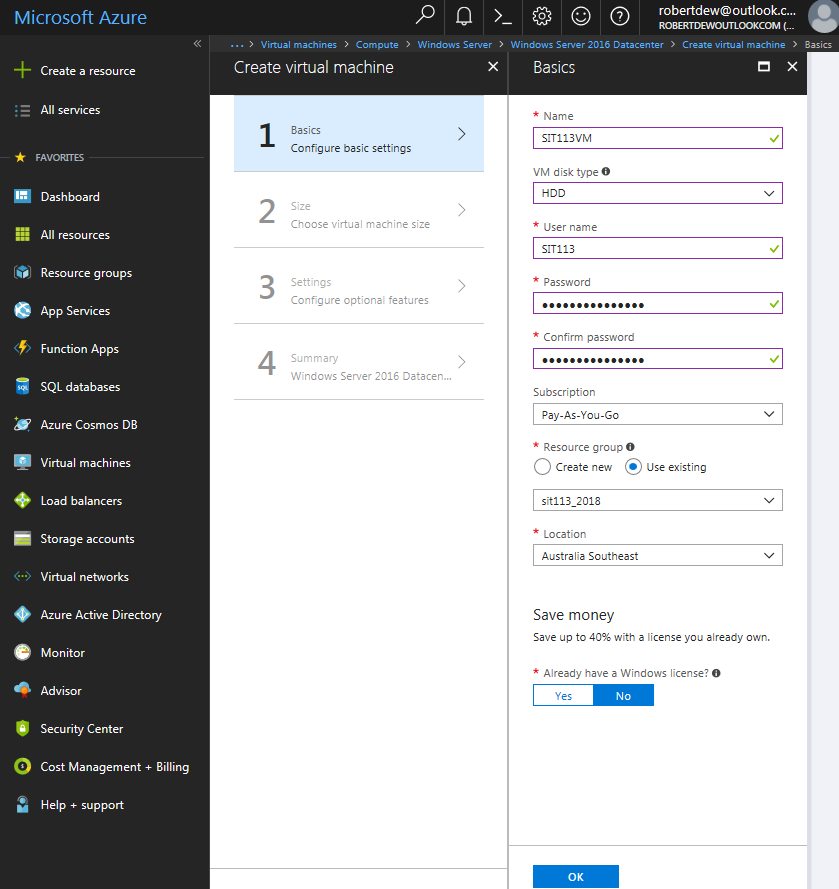 Microsoft Azure
robertdew@outlook.c...
ROBERTDEWOUTLOOKCOM (...
... > Virtual machines > Compute > Windows Server > Windows Server 2016 Datacenter > Create virtual machine > Basics
Create a resource
All services
FAVORITES
Dashboard
All resources
Resource groups
App Services
Function Apps
SQL databases
Azure Cosmos DB
Virtual machines
Load balancers
Storage accounts
Virtual networks
Azure Active Directory
Monitor
Advisor
Security Center
Cost Management + Billing
Help + support
Create virtual machine
1
Basics
Configure basic settings
2
Size
Choose virtual machine size
3
Settings
Configure optional features
4
Summary
Windows Server 2016 Datacen...
Basics
* Name
SIT113VM
VM disk type
HDD
* User name
SIT113
* Password
•••••••••••••••
* Confirm password
•••••••••••••••
Subscription
Pay-As-You-Go
* Resource group
Create new Use existing
sit113_2018
* Location
Australia Southeast
Save money
Save up to 40% with a license you already own.
* Already have a Windows license?
Yes No
OK